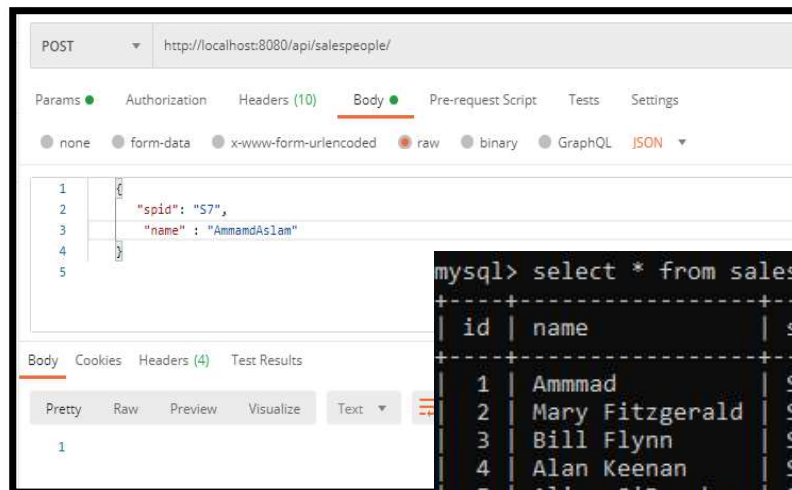 POST http://localhost:8080/api/salespeople/
Params Authorization Headers (10) Body Pre-request Script Tests Settings
none form-data x-www-form-urlencoded raw binary GraphQL JSON
1 {
2 "spid": "S7",
3 "name" : "AmmamdAslam"
4 }
5
Body Cookies Headers (4) Test Results
Pretty Raw Preview Visualize Text
1
mysql> select * from sales
| id | name |
| 1 | Ammmad | S
| 2 | Mary Fitzgerald | S
| 3 | Bill Flynn | S
| 4 | Alan Keenan | S